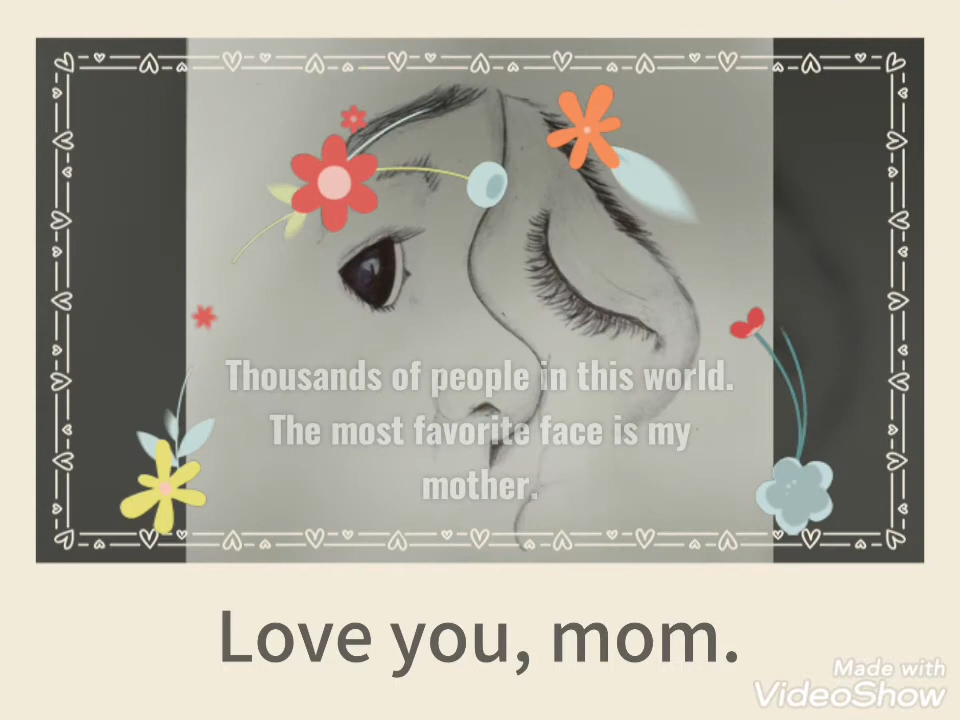 Thousands of people in this world.
The most favorite face is my
mother.
Love you, mom.
Made with
VideoShow